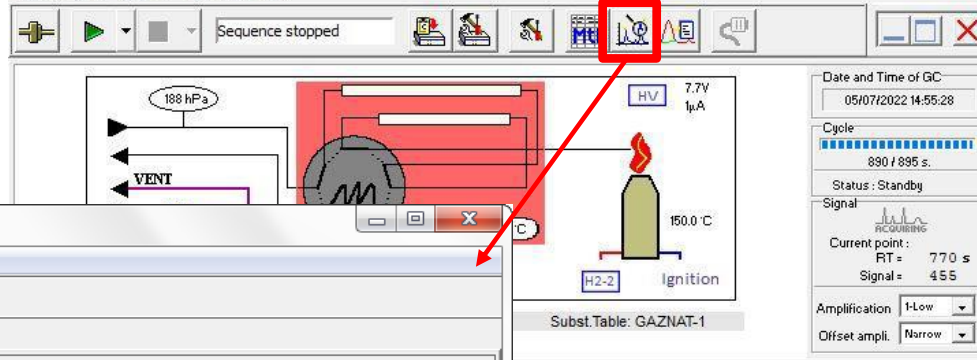 Sequence stopped
Mt
A
188 hPa
VENT
HV
7.7V
1µA
°C
150.0 °C
H2-2
Ignition
Subst.Table: GAZNAT-1
Date and Time of GC
05/07/2022 14:55:28
Cycle
890 / 895 s.
Status : Standby
Signal
ACQUIRING
Current point :
RT = 770 s
Signal = 455
Amplification 1-Low
Offset ampli. Narrow